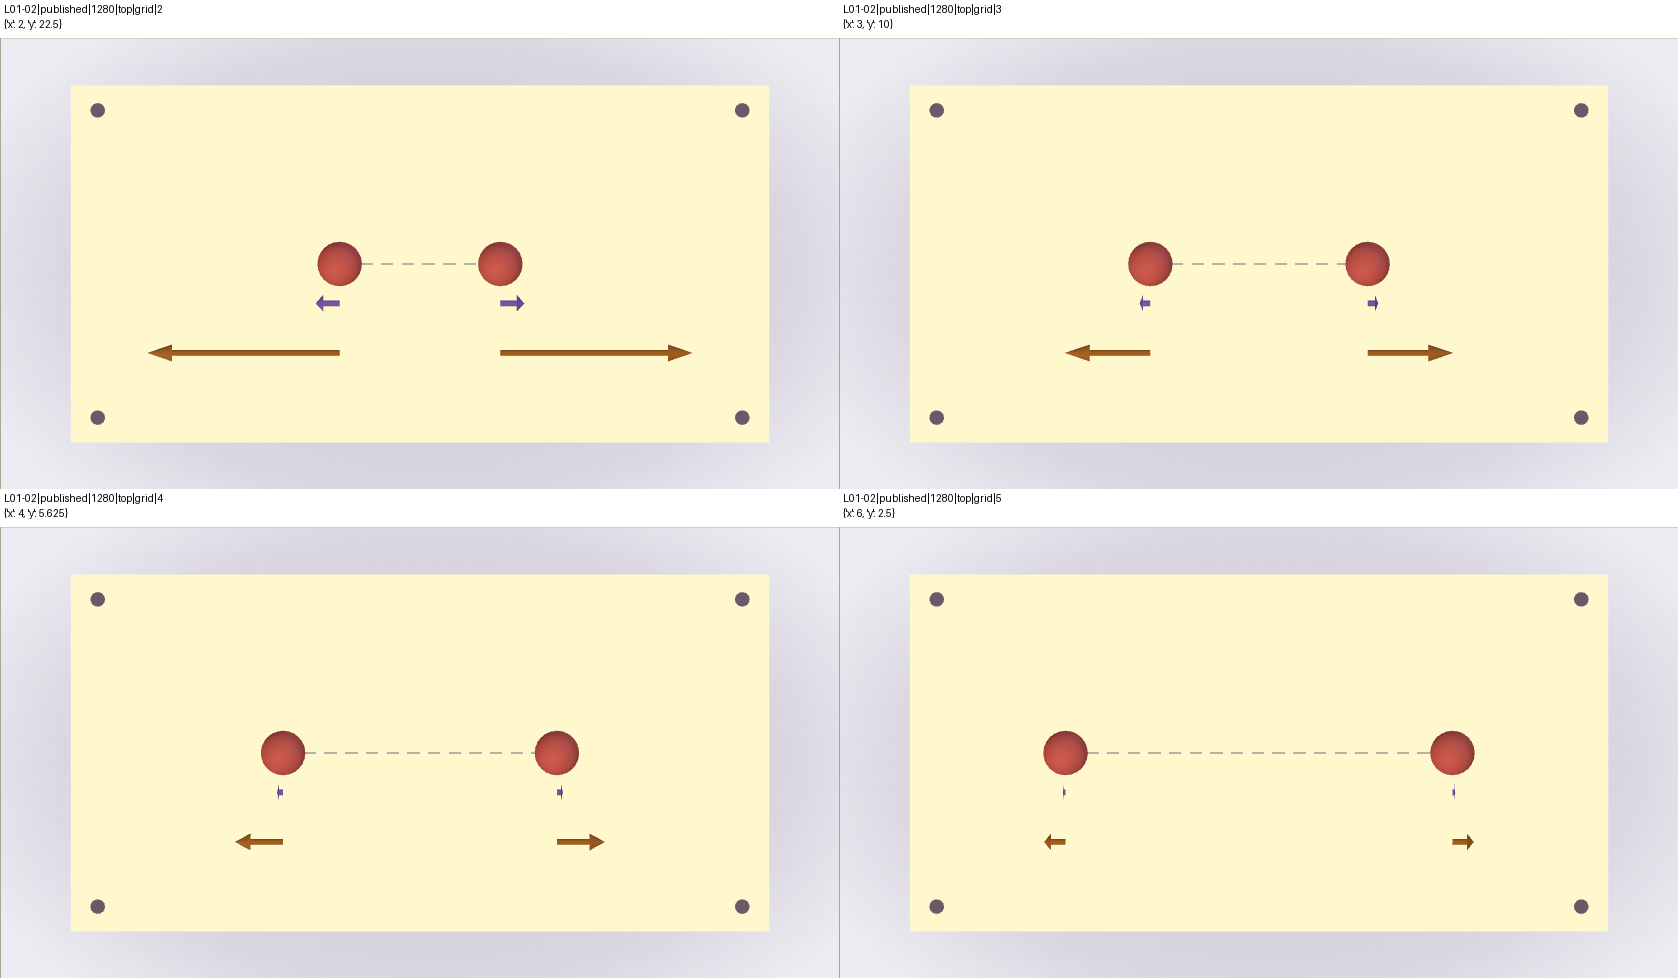 L01-02|published|1280|top|grid|2
{'x': 2, 'y': 22.5}
L01-02|published|1280|top|grid|3
{'x': 3, 'y': 10}
L01-02|published|1280|top|grid|4
{'x': 4, 'y': 5.625}
L01-02|published|1280|top|grid|5
{'x': 6, 'y': 2.5}